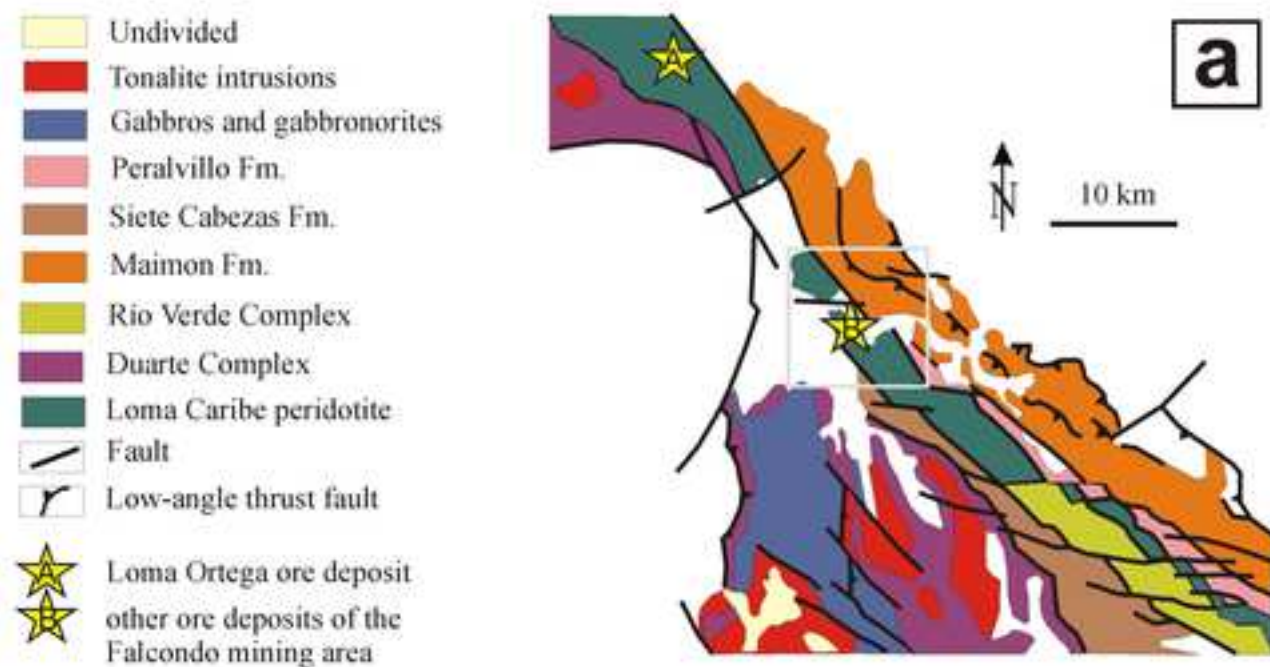 Undivided
Tonalite intrusions
Gabbros and gabbronorites
Peralvillo Fm.
Siete Cabezas Fm.
Maimon Fm.
Río Verde Complex
Duarte Complex
Loma Caribe peridotite
Fault
Low-angle thrust fault
A
Loma Ortega ore deposit
B
other ore deposits of the
Falcondo mining area
a
A
N
10 km
B